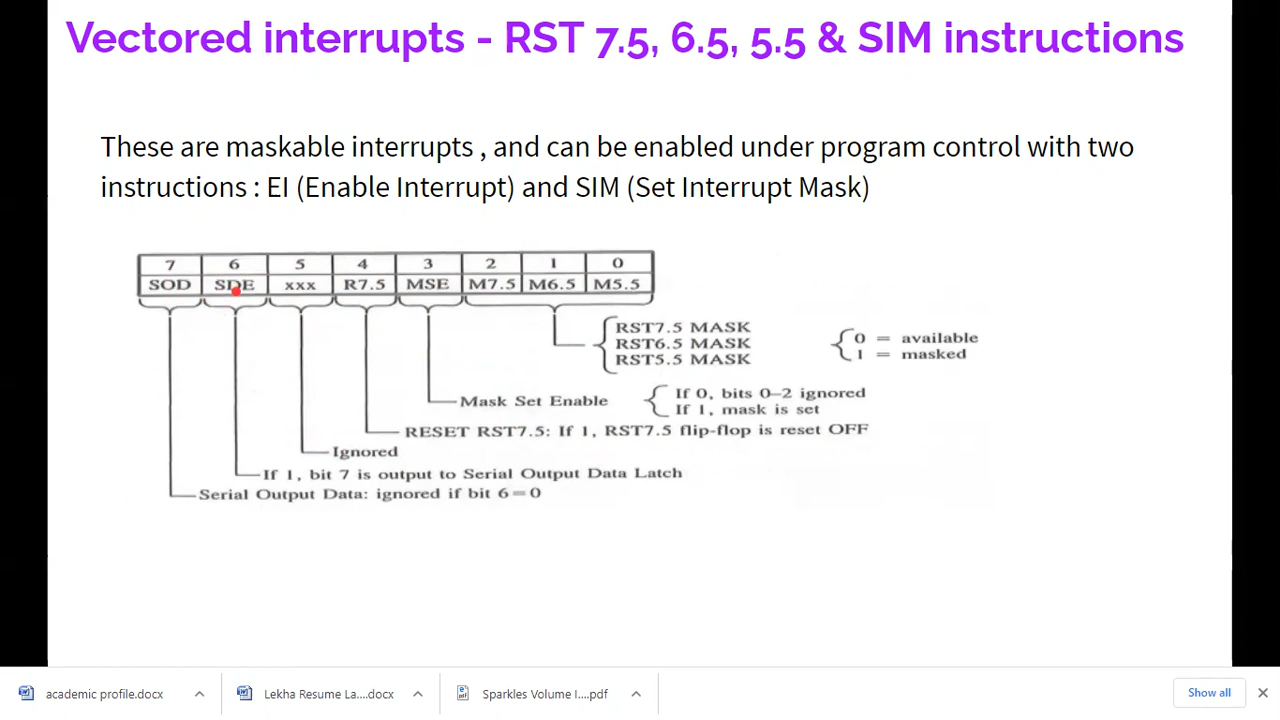 Vectored interrupts - RST 7.5, 6.5, 5.5 & SIM instructions
These are maskable interrupts , and can be enabled under program control with two
instructions : EI (Enable Interrupt) and SIM (Set Interrupt Mask)
7 6 5 4 3 2 1 0
SOD SDE xxx R7.5 MSE M7.5 M6.5 M5.5
RST7.5 MASK
RST6.5 MASK
RST5.5 MASK
0 = available
1 = masked
Mask Set Enable
If 0, bits 0–2 ignored
If 1, mask is set
RESET RST7.5: If 1, RST7.5 flip-flop is reset OFF
Ignored
If 1, bit 7 is output to Serial Output Data Latch
Serial Output Data: ignored if bit 6=0
academic profile.docx
Lekha Resume La....docx
Sparkles Volume I....pdf
Show all